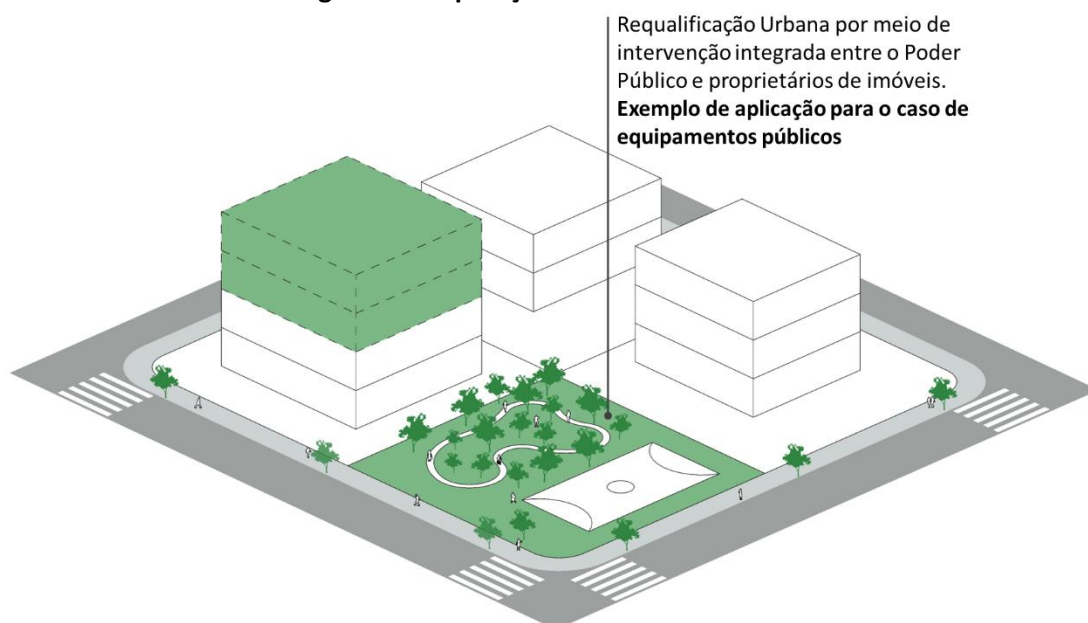 Requalificação Urbana por meio de
intervenção integrada entre o Poder
Público e proprietários de imóveis.
Exemplo de aplicação para o caso de
equipamentos públicos